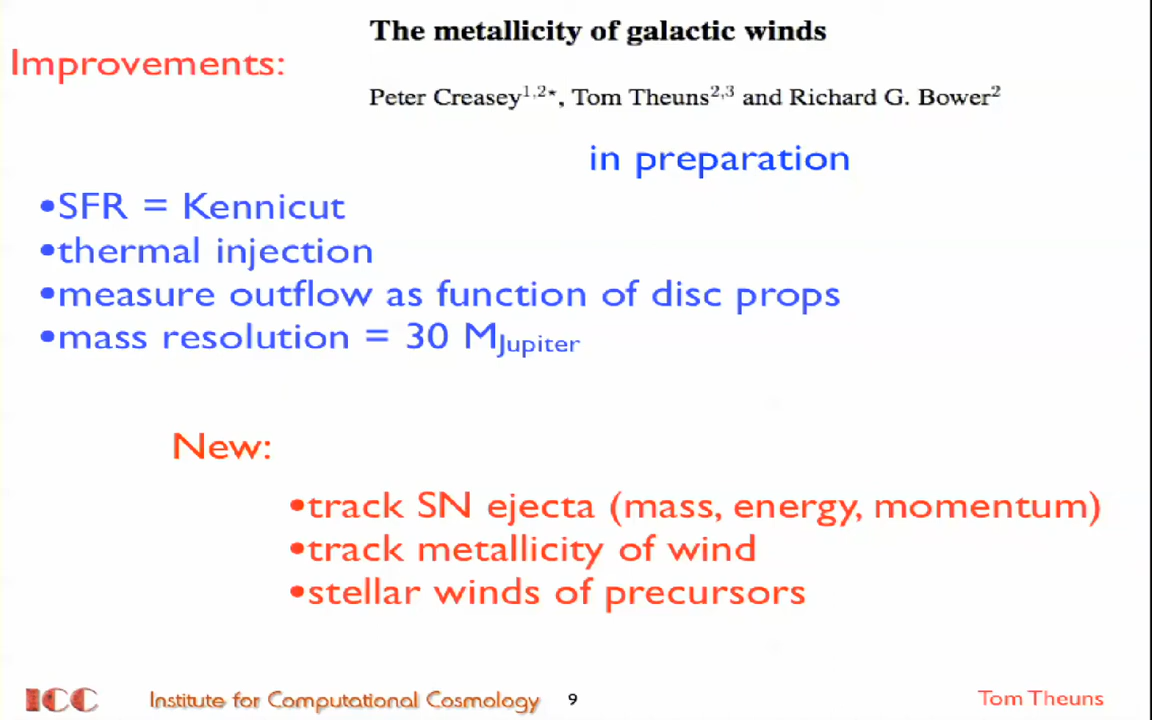 The metallicity of galactic winds
Improvements:
Peter Creasey1,2*, Tom Theuns2,3 and Richard G. Bower2
in preparation
•SFR = Kennicut
•thermal injection
•measure outflow as function of disc props
•mass resolution = 30 MJupiter
New:
•track SN ejecta (mass, energy, momentum)
•track metallicity of wind
•stellar winds of precursors
ICC Institute for Computational Cosmology 9 Tom Theuns